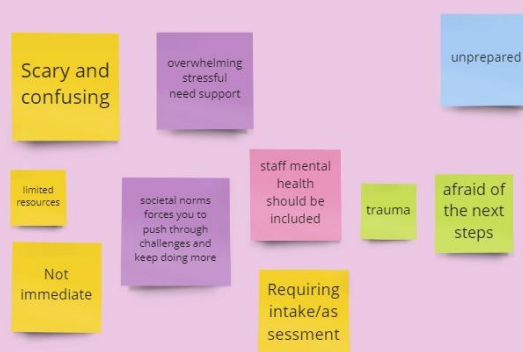 Scary and
confusing
overwhelming
stressful
need support
unprepared
limited
resources
societal norms
forces you to
push through
challenges and
keep doing more
staff mental
health
should be
included
trauma
afraid of
the next
steps
Not
immediate
Requiring
intake/as
sessment